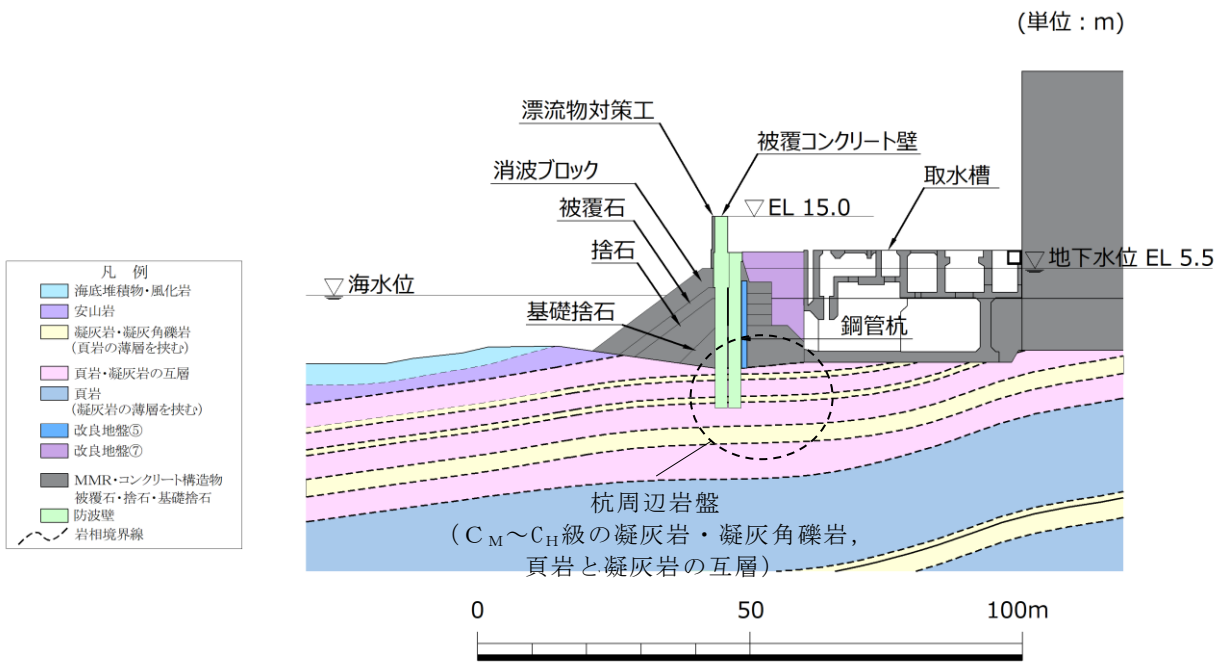 (単位:m)
漂流物対策工
被覆コンクリート壁
消波ブロック
取水槽
被覆石
▽EL 15.0
捨石
地下水位 EL 5.5
海水位
基礎捨石
鋼管杭
凡 例
海底堆積物・風化岩
安山岩
凝灰岩・凝灰角礫岩
(頁岩の薄層を挟む)
頁岩・凝灰岩の互層
頁岩
(凝灰岩の薄層を挟む)
改良地盤⑤
改良地盤⑦
MMR・コンクリート構造物
被覆石・捨石・基礎捨石
防波壁
岩相境界線
杭周辺岩盤
(CM~CH級の凝灰岩・凝灰角礫岩,
頁岩と凝灰岩の互層)
0 50 100m